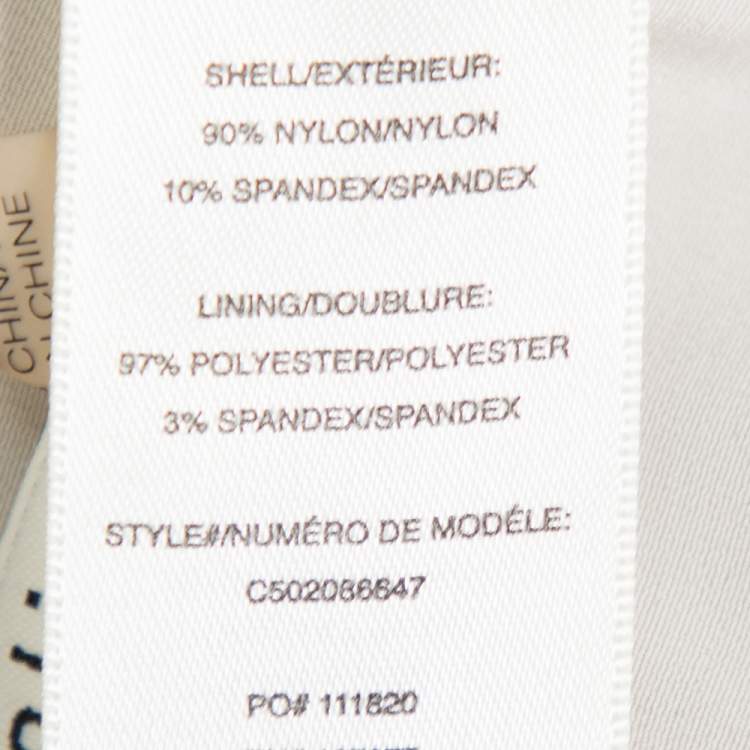 SHELL/EXTÉRIEUR:
90% NYLON/NYLON
10% SPANDEX/SPANDEX
LINING/DOUBLURE:
97% POLYESTER/POLYESTER
3% SPANDEX/SPANDEX
STYLE#/NUMÉRO DE MODÉLE:
C502086647
PO# 111820
CHINE